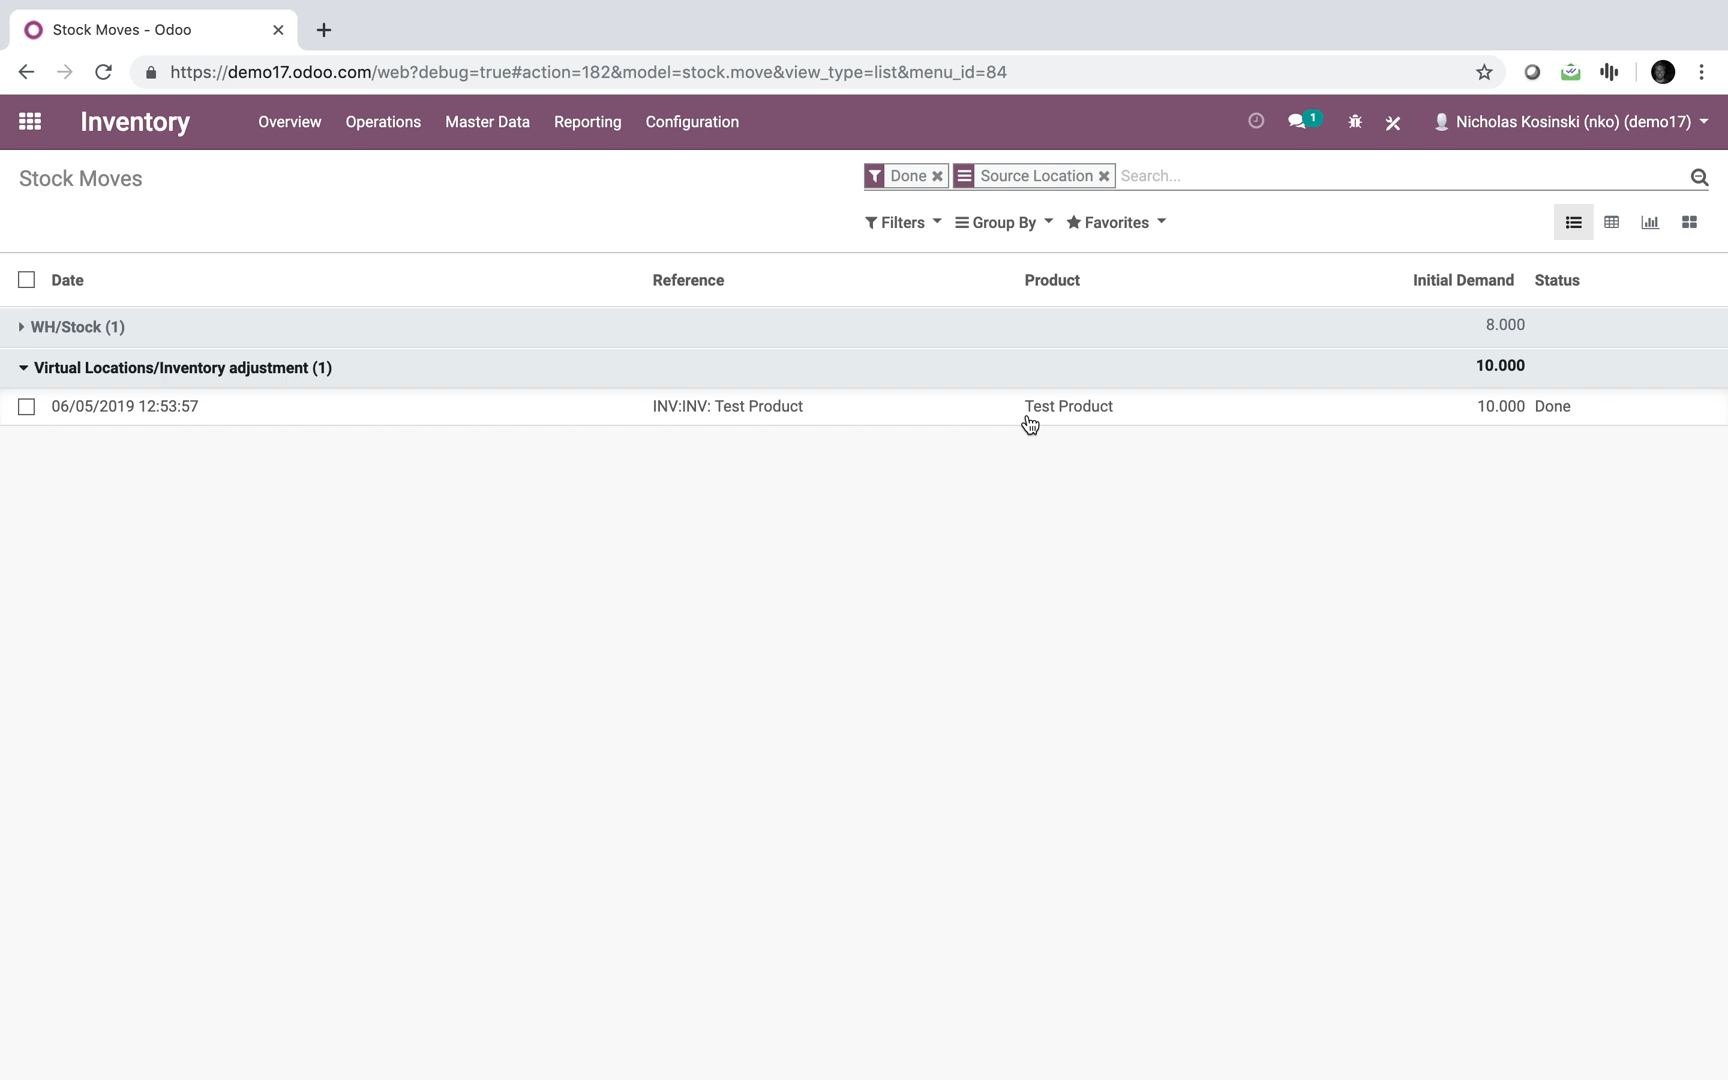 Stock Moves - Odoo
https://demo17.odoo.com/web?debug=true#action=182&model=stock.move&view_type=list&menu_id=84
Inventory Overview Operations Master Data Reporting Configuration 1 Nicholas Kosinski (nko) (demo17)
Stock Moves Done Source Location Search...
Filters Group By Favorites
Date Reference Product Initial Demand Status
WH/Stock (1) 8.000
Virtual Locations/Inventory adjustment (1) 10.000
06/05/2019 12:53:57 INV:INV: Test Product Test Product 10.000 Done